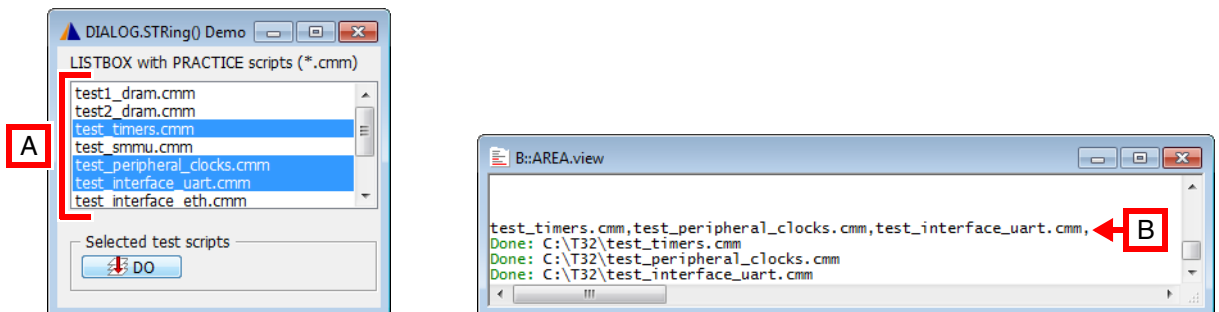 DIALOG.STRing() Demo
LISTBOX with PRACTICE scripts (*.cmm)
test1_dram.cmm
test2_dram.cmm
test_timers.cmm
test_smmu.cmm
test_peripheral_clocks.cmm
test_interface_uart.cmm
test_interface_eth.cmm
A
Selected test scripts
DO
B::AREA.view
test_timers.cmm,test_peripheral_clocks.cmm,test_interface_uart.cmm,
B
Done: C:\T32\test_timers.cmm
Done: C:\T32\test_peripheral_clocks.cmm
Done: C:\T32\test_interface_uart.cmm